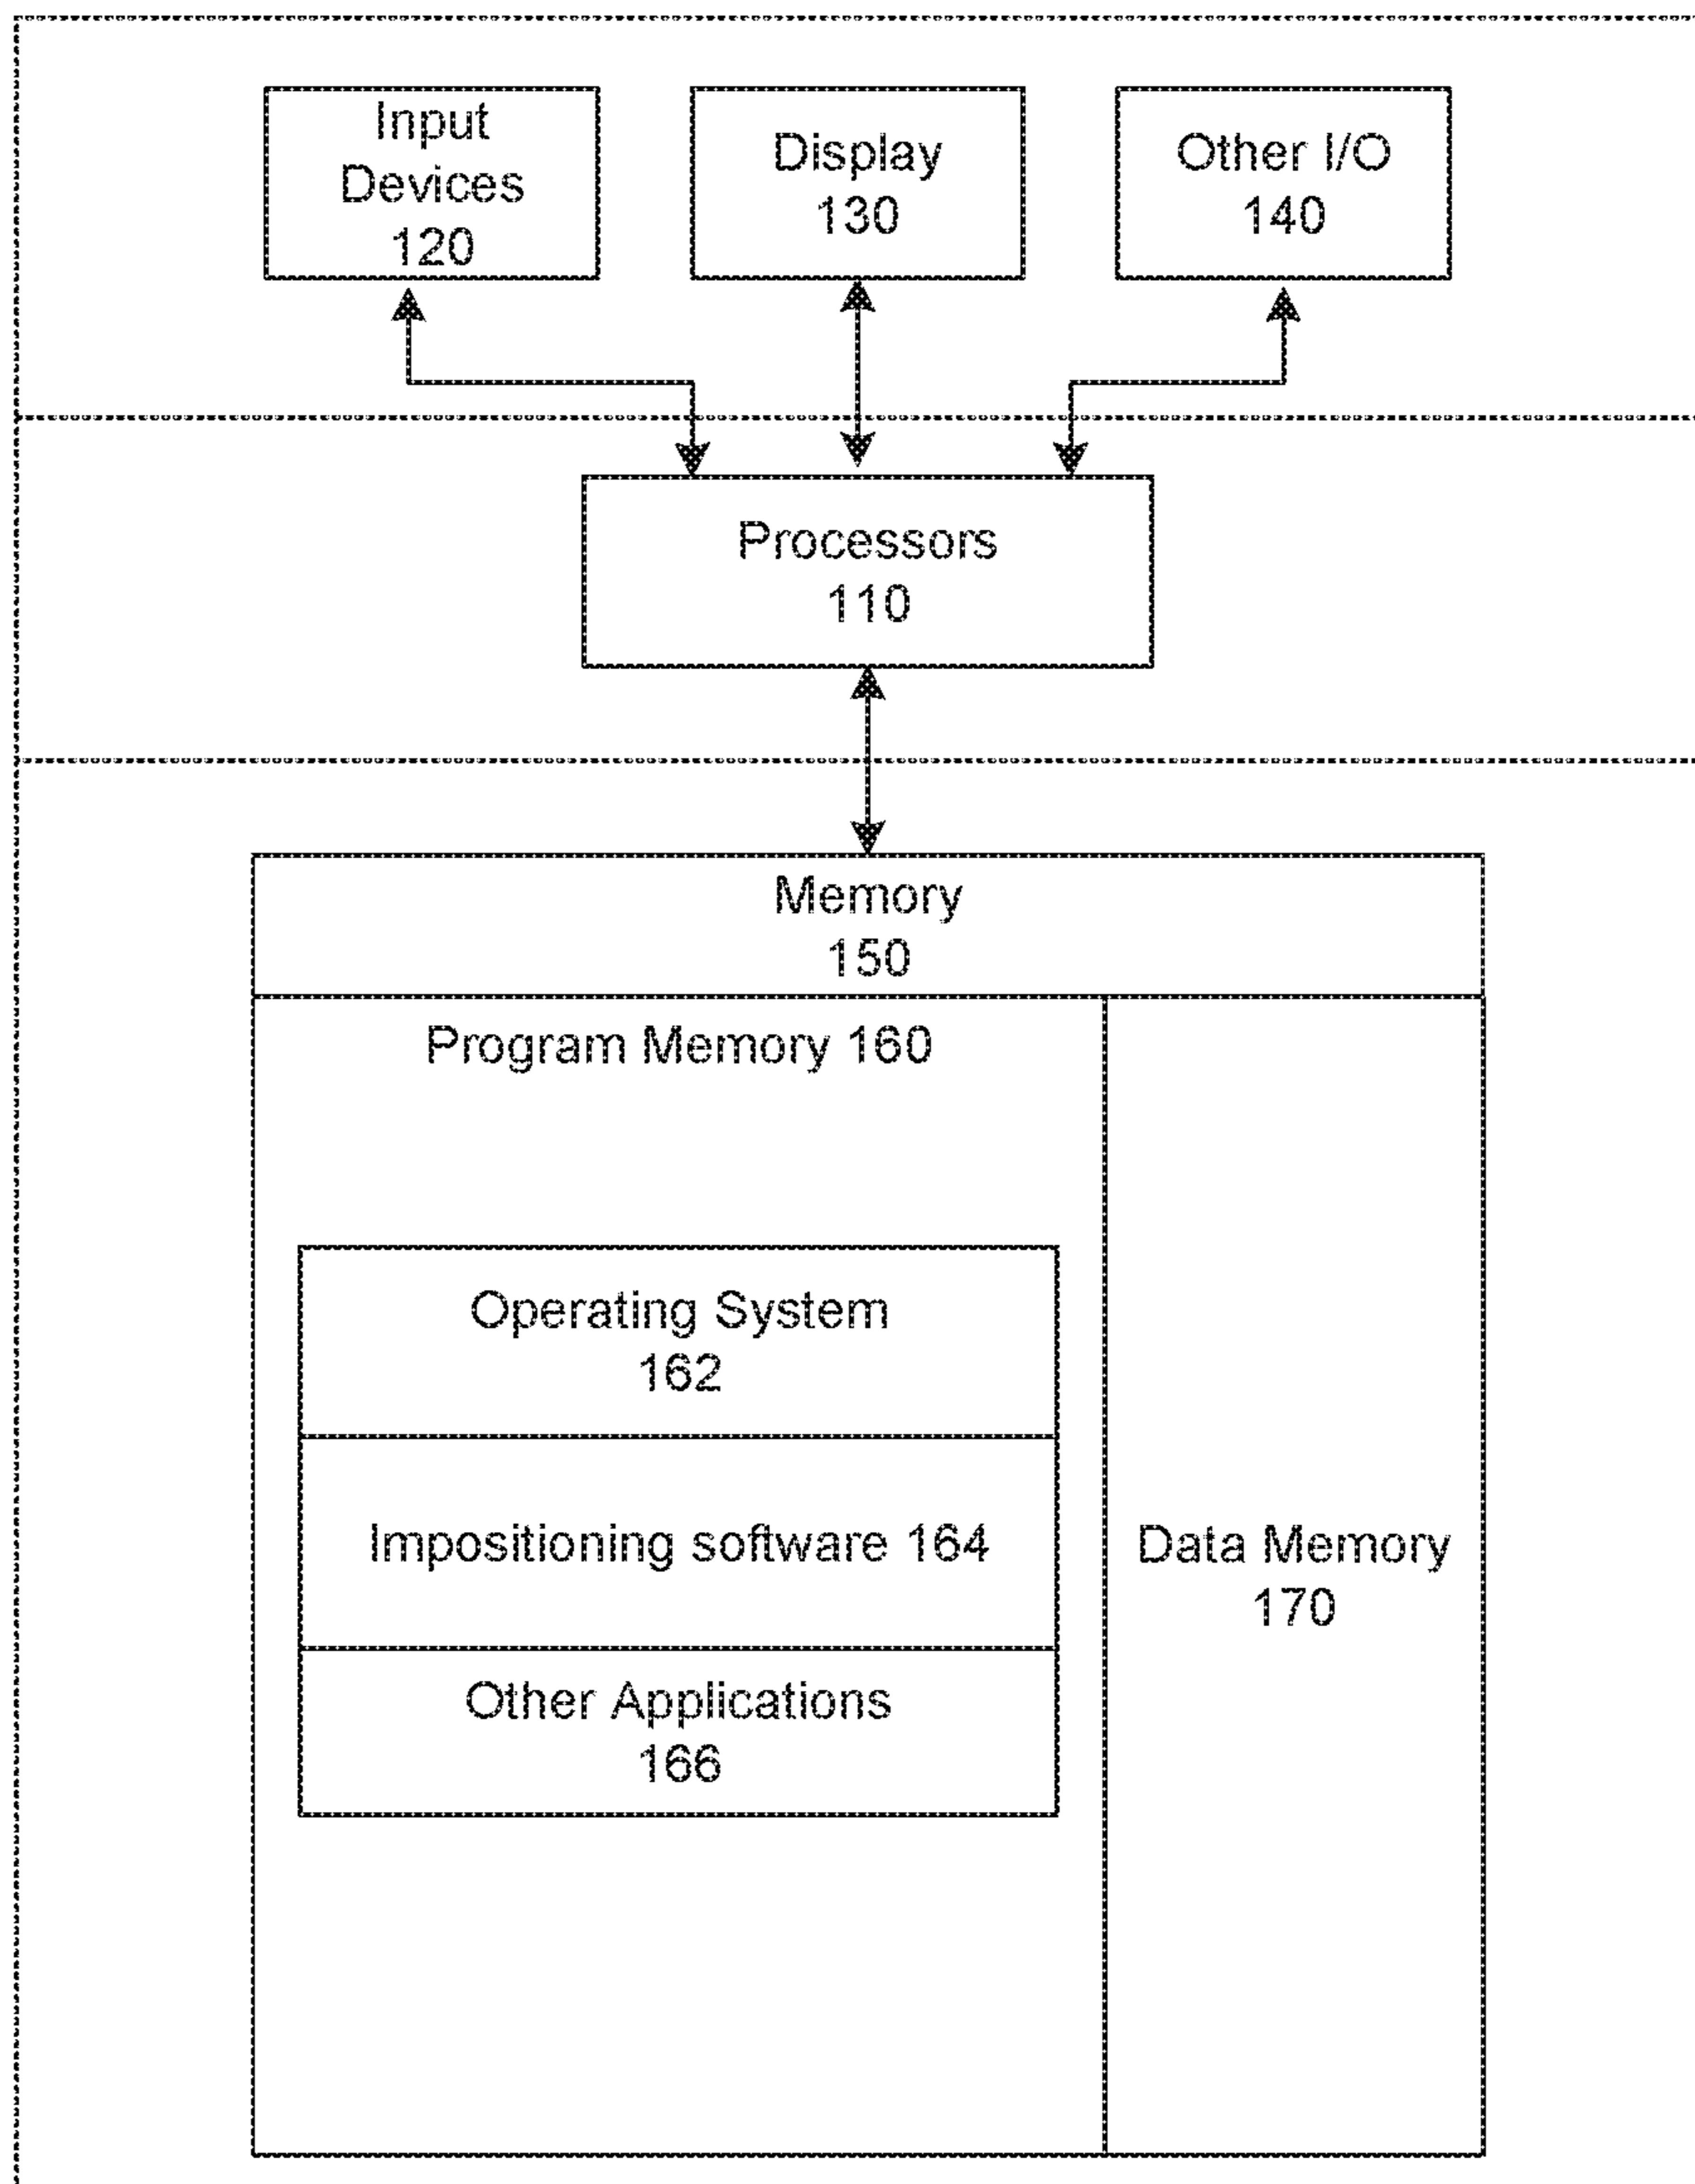 Input
Devices
120
Display
130
Other I/O
140
Processors
110
Memory
150
Program Memory 160
Operating System
162
Impositioning software 164
Other Applications
166
Data Memory
170